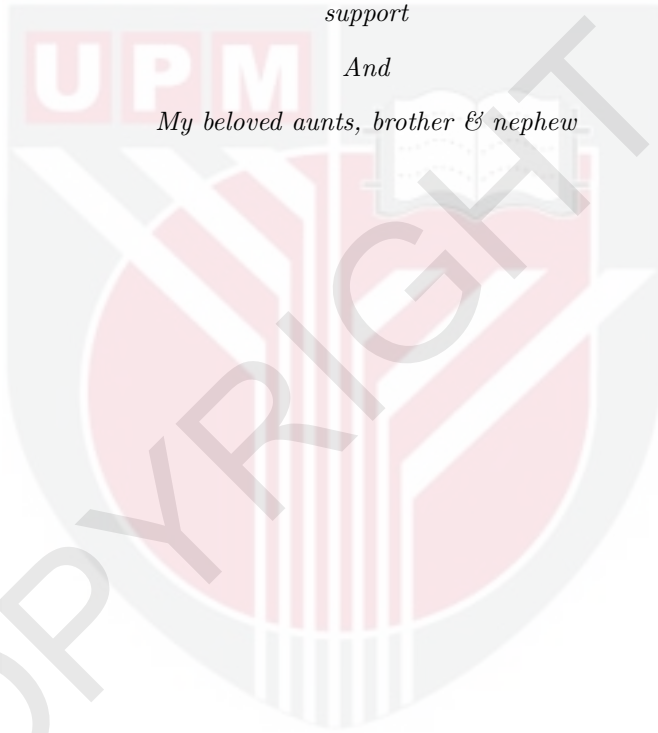 support
And
My beloved aunts, brother & nephew
UPM
COPYRIGHT